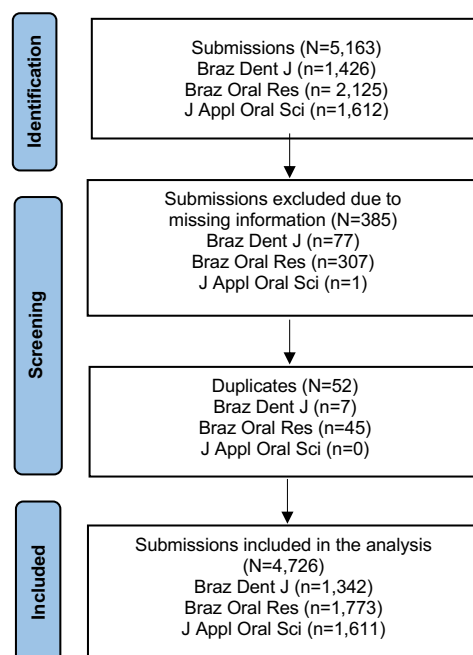 Identification
Submissions (N=5,163)
Braz Dent J (n=1,426)
Braz Oral Res (n= 2,125)
J Appl Oral Sci (n=1,612)
Screening
Submissions excluded due to
missing information (N=385)
Braz Dent J (n=77)
Braz Oral Res (n=307)
J Appl Oral Sci (n=1)
Duplicates (N=52)
Braz Dent J (n=7)
Braz Oral Res (n=45)
J Appl Oral Sci (n=0)
Included
Submissions included in the analysis
(N=4,726)
Braz Dent J (n=1,342)
Braz Oral Res (n=1,773)
J Appl Oral Sci (n=1,611)